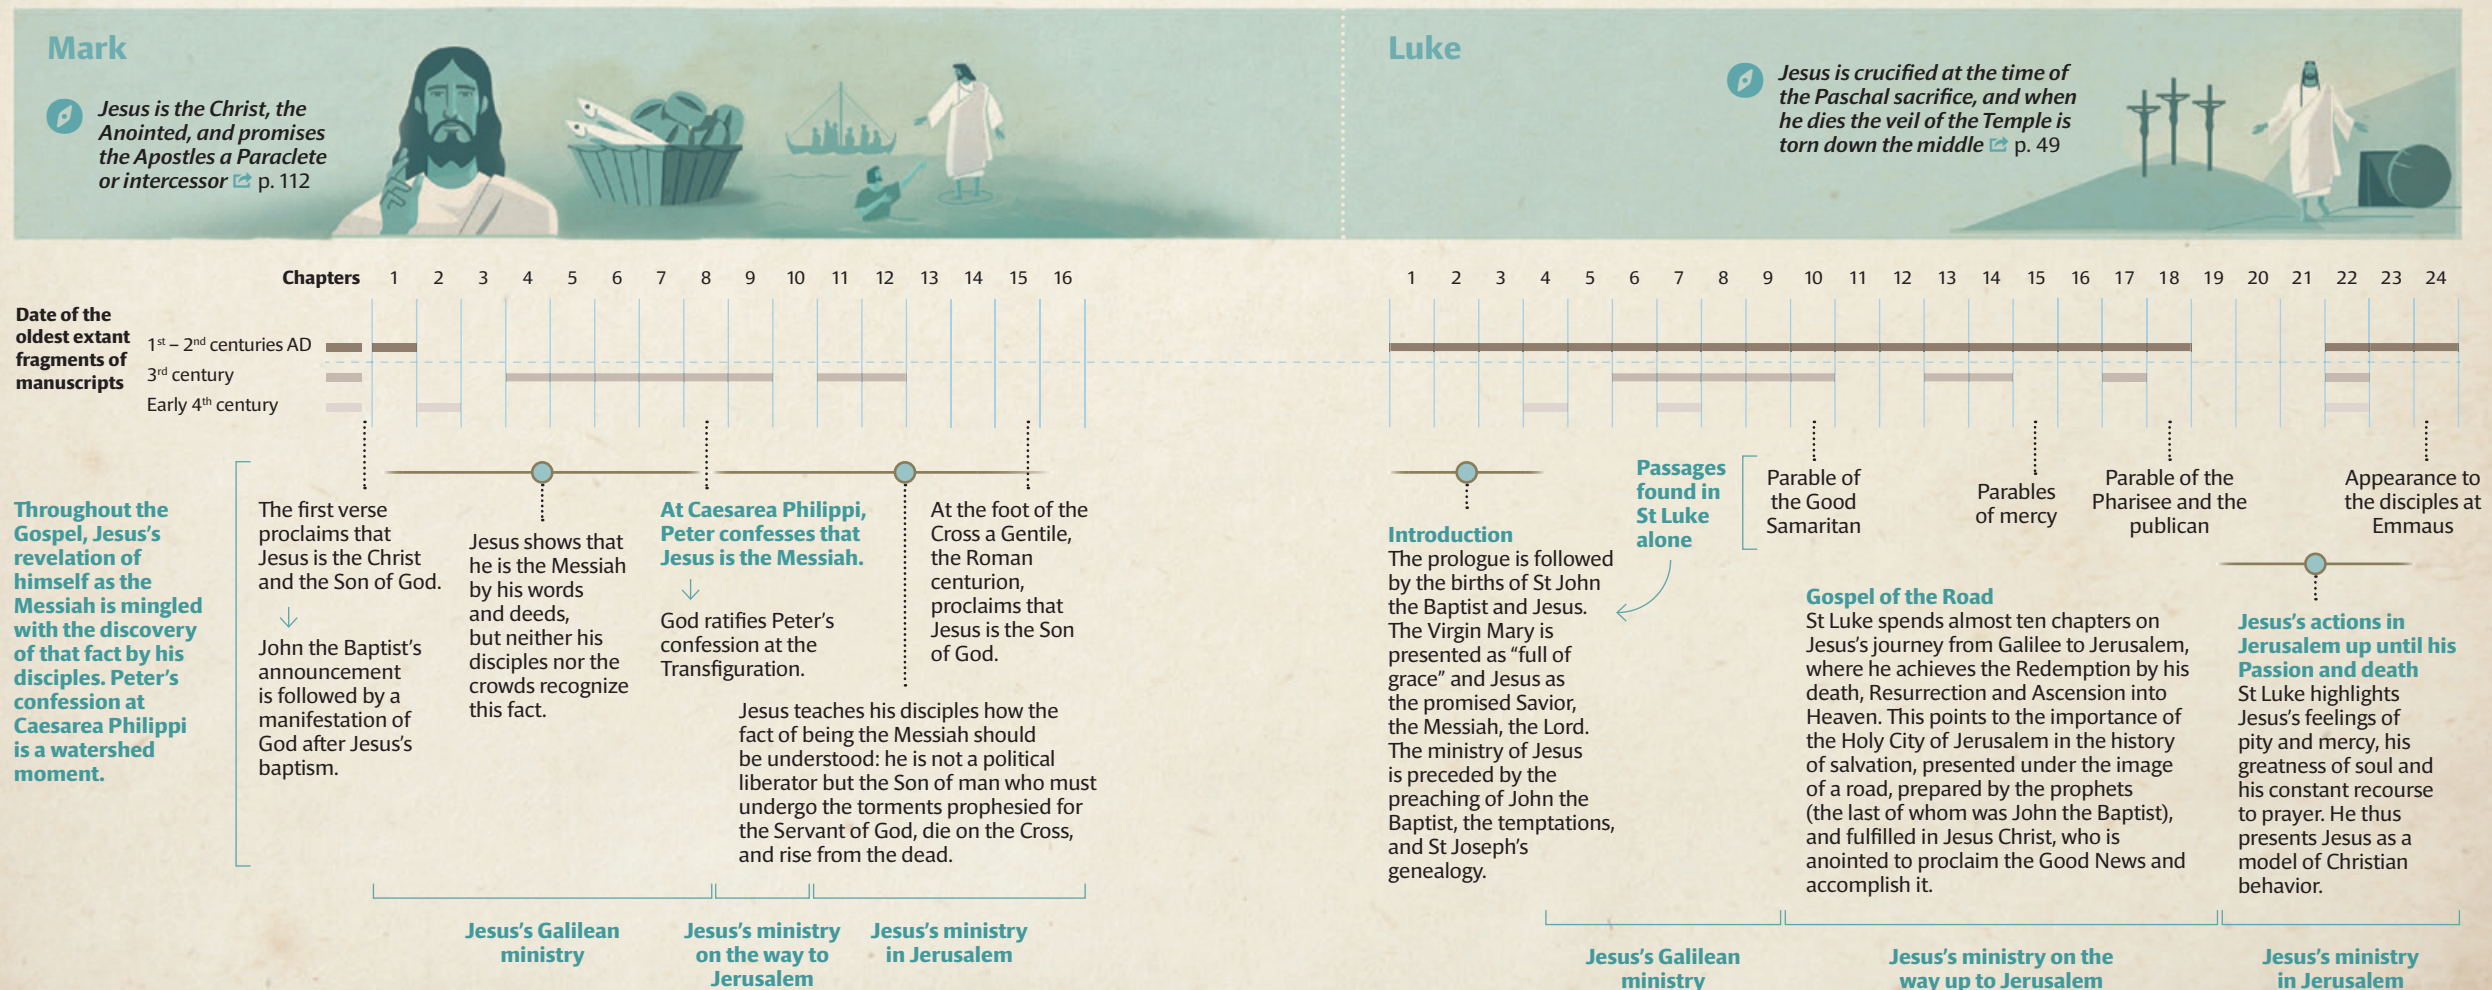 Mark
Jesus is the Christ, the
Anointed, and promises
the Apostles a Paraclete
or intercessor p. 112
Luke
Jesus is crucified at the time of
the Paschal sacrifice, and when
he dies the veil of the Temple is
torn down the middle p. 49
Chapters 1 2 3 4 5 6 7 8 9 10 11 12 13 14 15 16
1 2 3 4 5 6 7 8 9 10 11 12 13 14 15 16 17 18 19 20 21 22 23 24
Date of the
oldest extant
fragments of
manuscripts
1st – 2nd centuries AD
3rd century
Early 4th century
Throughout the
Gospel, Jesus’s
revelation of
himself as the
Messiah is mingled
with the discovery
of that fact by his
disciples. Peter’s
confession at
Caesarea Philippi
is a watershed
moment.
The first verse
proclaims that
Jesus is the Christ
and the Son of God.
John the Baptist’s
announcement
is followed by a
manifestation of
God after Jesus’s
baptism.
Jesus shows that
he is the Messiah
by his words
and deeds,
but neither his
disciples nor the
crowds recognize
this fact.
At Caesarea Philippi,
Peter confesses that
Jesus is the Messiah.
God ratifies Peter’s
confession at the
Transfiguration.
Jesus teaches his disciples how the
fact of being the Messiah should
be understood: he is not a political
liberator but the Son of man who must
undergo the torments prophesied for
the Servant of God, die on the Cross,
and rise from the dead.
At the foot of the
Cross a Gentile,
the Roman
centurion,
proclaims that
Jesus is the Son
of God.
Jesus’s Galilean
ministry
Jesus’s ministry
on the way to
Jerusalem
Jesus’s ministry
in Jerusalem
Introduction
The prologue is followed
by the births of St John
the Baptist and Jesus.
The Virgin Mary is
presented as “full of
grace” and Jesus as
the promised Savior,
the Messiah, the Lord.
The ministry of Jesus
is preceded by the
preaching of John the
Baptist, the temptations,
and St Joseph’s
genealogy.
Passages
found in
St Luke
alone
Parable of
the Good
Samaritan
Parables
of mercy
Parable of the
Pharisee and the
publican
Appearance to
the disciples at
Emmaus
Gospel of the Road
St Luke spends almost ten chapters on
Jesus’s journey from Galilee to Jerusalem,
where he achieves the Redemption by his
death, Resurrection and Ascension into
Heaven. This points to the importance of
the Holy City of Jerusalem in the history
of salvation, presented under the image
of a road, prepared by the prophets
(the last of whom was John the Baptist),
and fulfilled in Jesus Christ, who is
anointed to proclaim the Good News and
accomplish it.
Jesus’s actions in
Jerusalem up until his
Passion and death
St Luke highlights
Jesus’s feelings of
pity and mercy, his
greatness of soul and
his constant recourse
to prayer. He thus
presents Jesus as a
model of Christian
behavior.
Jesus’s Galilean
ministry
Jesus’s ministry on the
way up to Jerusalem
Jesus’s ministry
in Jerusalem